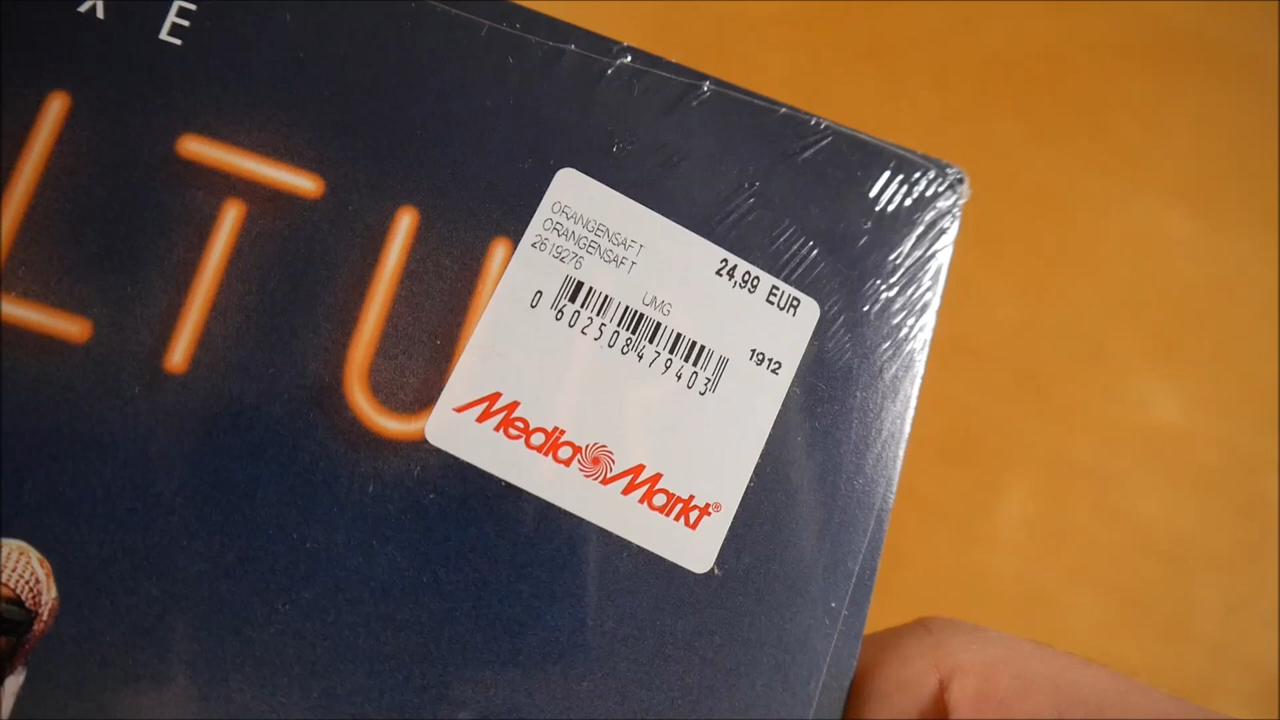 X E
LTU
ORANGENSAFT
ORANGENSAFT
2619276
24,99 EUR
UMG
0 602508 479403
1912
Media Markt®